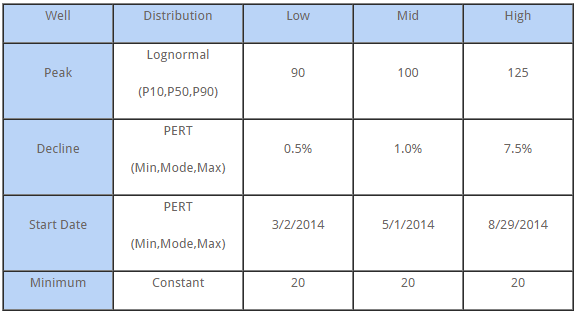 Well Distribution Low Mid High
Lognormal
Peak 90 100 125
(P10,P50,P90)
PERT
Decline 0.5% 1.0% 7.5%
(Min,Mode,Max)
PERT
Start Date 3/2/2014 5/1/2014 8/29/2014
(Min,Mode,Max)
Minimum Constant 20 20 20